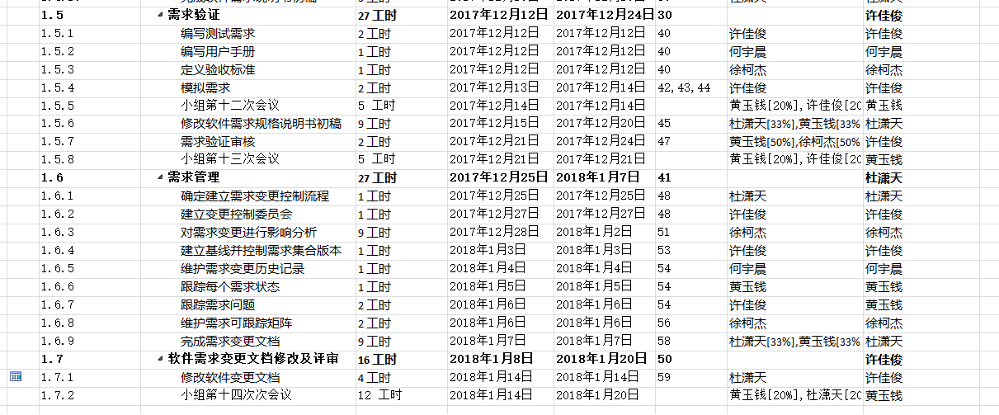 1.5 需求验证 27 工时 2017年12月12日 2017年12月24日 30 许佳俊
1.5.1 编写测试需求 2 工时 2017年12月12日 2017年12月12日 40 许佳俊 许佳俊
1.5.2 编写用户手册 1 工时 2017年12月12日 2017年12月12日 40 何宇晨 何宇晨
1.5.3 定义验收标准 1 工时 2017年12月12日 2017年12月12日 40 徐柯杰 徐柯杰
1.5.4 模拟需求 2 工时 2017年12月13日 2017年12月14日 42,43,44 许佳俊 许佳俊
1.5.5 小组第十二次会议 5 工时 2017年12月14日 2017年12月14日 黄玉钱[20%],许佳俊[20 黄玉钱
1.5.6 修改软件需求规格说明书初稿 9 工时 2017年12月15日 2017年12月20日 45 杜潇天[33%],黄玉钱[33% 杜潇天
1.5.7 需求验证审核 2 工时 2017年12月21日 2017年12月24日 47 黄玉钱[50%],徐柯杰[50% 许佳俊
1.5.8 小组第十三次会议 5 工时 2017年12月21日 2017年12月21日 黄玉钱[20%],许佳俊[20 黄玉钱
1.6 需求管理 27 工时 2017年12月25日 2018年1月7日 41 杜潇天
1.6.1 确定建立需求变更控制流程 1 工时 2017年12月25日 2017年12月25日 48 杜潇天 杜潇天
1.6.2 建立变更控制委员会 1 工时 2017年12月27日 2017年12月27日 48 许佳俊 许佳俊
1.6.3 对需求变更进行影响分析 9 工时 2017年12月28日 2018年1月2日 51 徐柯杰 徐柯杰
1.6.4 建立基线并控制需求集合版本 1 工时 2018年1月3日 2018年1月3日 53 许佳俊 许佳俊
1.6.5 维护需求变更历史记录 1 工时 2018年1月4日 2018年1月4日 54 何宇晨 何宇晨
1.6.6 跟踪每个需求状态 1 工时 2018年1月5日 2018年1月5日 54 黄玉钱 黄玉钱
1.6.7 跟踪需求问题 2 工时 2018年1月6日 2018年1月6日 54 许佳俊 黄玉钱
1.6.8 维护需求可跟踪矩阵 2 工时 2018年1月6日 2018年1月6日 56 徐柯杰 徐柯杰
1.6.9 完成需求变更文档 9 工时 2018年1月7日 2018年1月7日 58 杜潇天[33%],黄玉钱[33% 杜潇天
1.7 软件需求变更文档修改及评审 16 工时 2018年1月8日 2018年1月20日 50 许佳俊
1.7.1 修改软件变更文档 4 工时 2018年1月14日 2018年1月14日 59 杜潇天 许佳俊
1.7.2 小组第十四次次会议 12 工时 2018年1月14日 2018年1月20日 黄玉钱[20%],杜潇天[20 黄玉钱